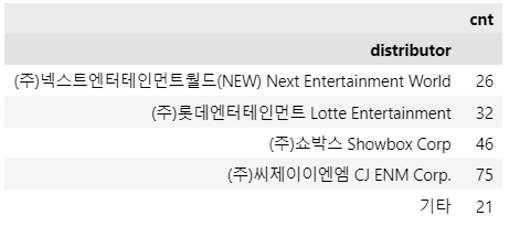 cnt
distributor
(주)넥스트엔터테인먼트월드(NEW) Next Entertainment World 26
(주)롯데엔터테인먼트 Lotte Entertainment 32
(주)쇼박스 Showbox Corp 46
(주)씨제이이엔엠 CJ ENM Corp. 75
기타 21